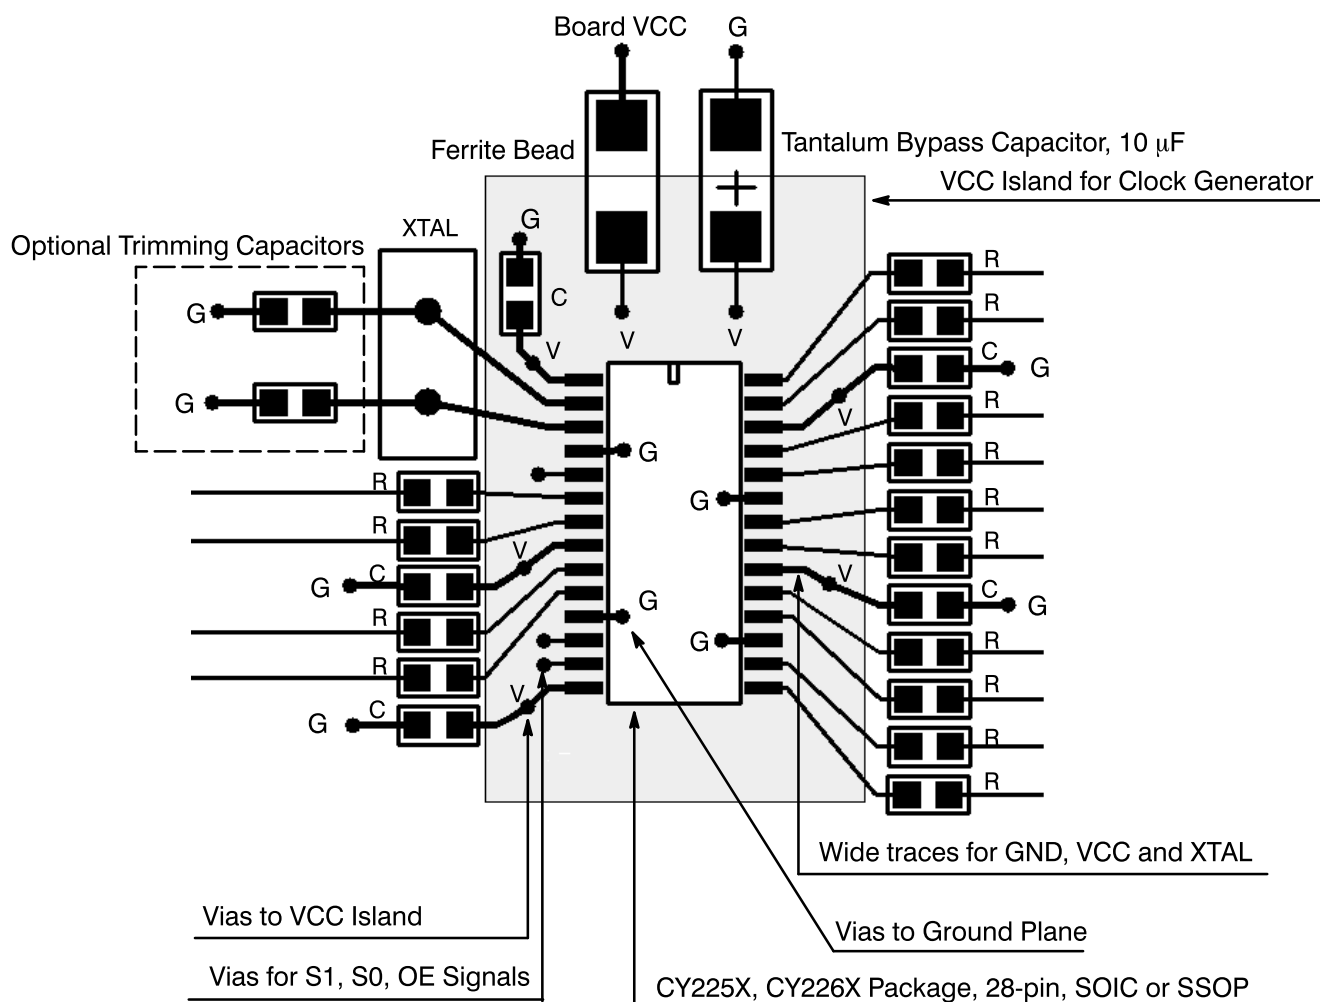 Board VCC
G
Ferrite Bead
Tantalum Bypass Capacitor, 10 µF
VCC Island for Clock Generator
Optional Trimming Capacitors
XTAL
G
C
V
V
V
G
G
R
R
C
G
V
R
R
R
R
V
C
G
R
R
R
R
G
G
G
G
R
R
V
C
G
R
R
V
C
G
Wide traces for GND, VCC and XTAL
Vias to VCC Island
Vias to Ground Plane
Vias for S1, S0, OE Signals
CY225X, CY226X Package, 28-pin, SOIC or SSOP